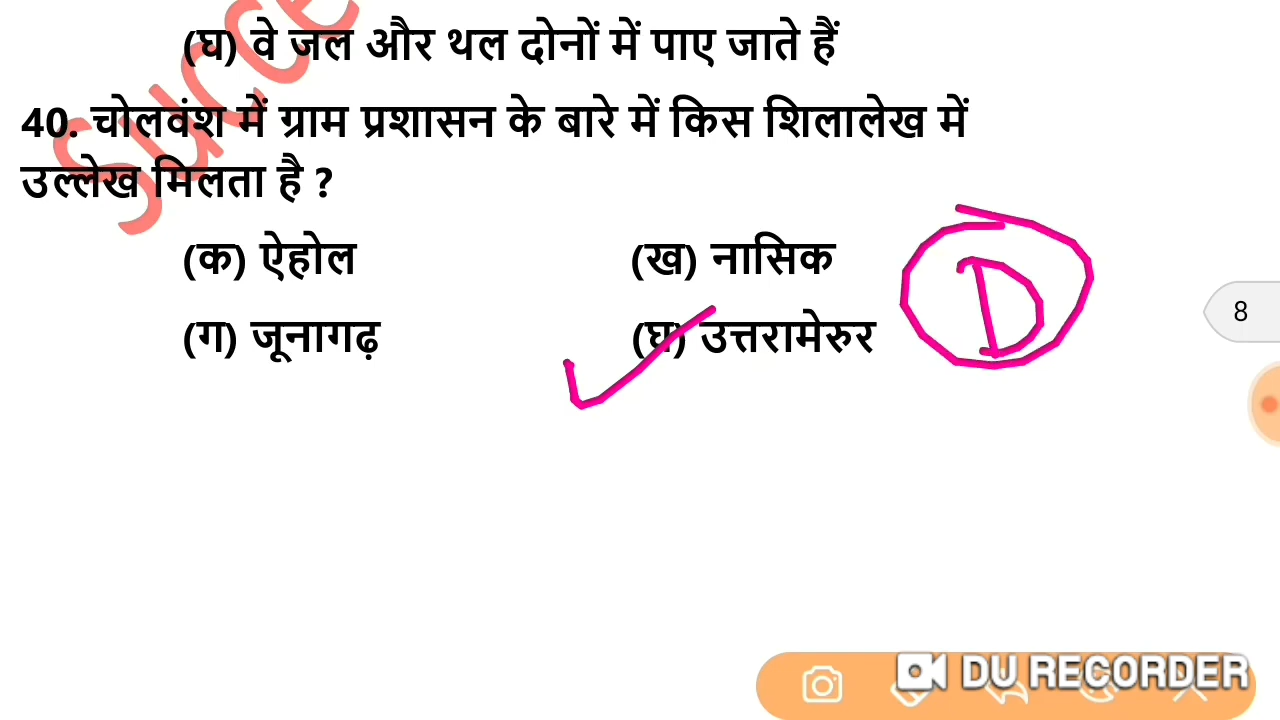 (घ) वे जल और थल दोनों में पाए जाते हैं
40. चोलवंश में ग्राम प्रशासन के बारे में किस शिलालेख में
उल्लेख मिलता है ?
(क) ऐहोल (ख) नासिक
(ग) जूनागढ़ (घ) उत्तरामेरुर
D
8
DU RECORDER